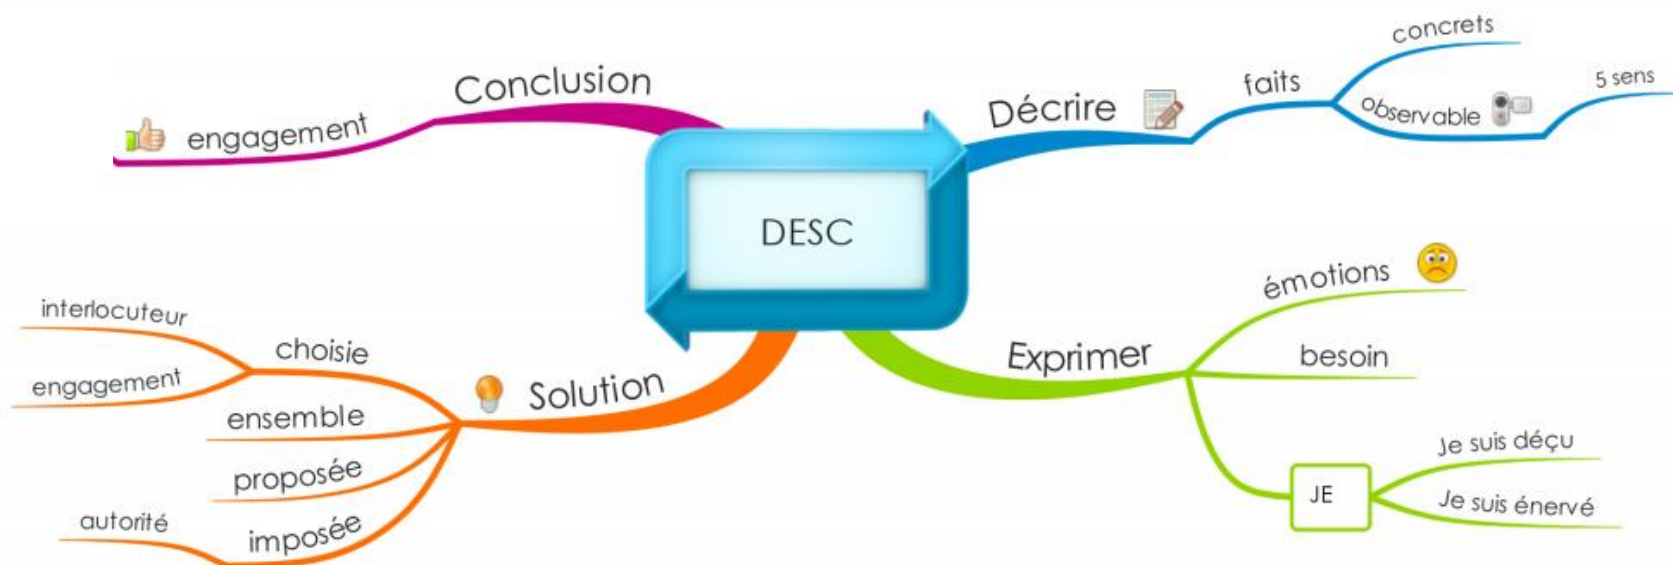 DESC
Décrire
faits
concrets
observable
5 sens
Exprimer
émotions
besoin
JE
Je suis déçu
Je suis énervé
Solution
choisie
interlocuteur
engagement
ensemble
proposée
imposée
autorité
Conclusion
engagement